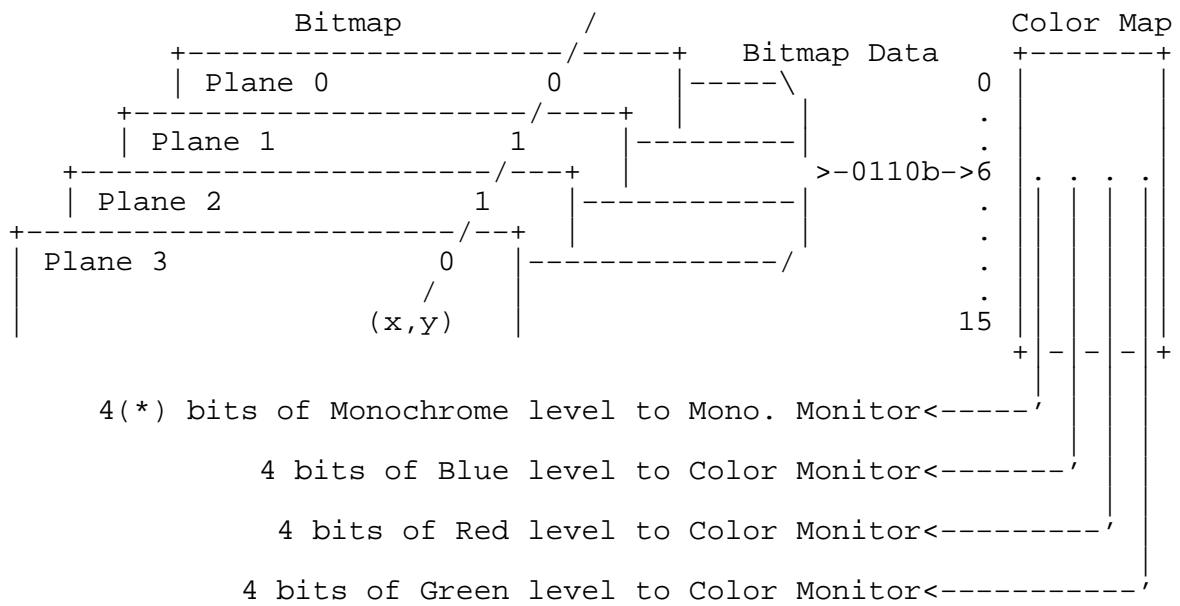 Bitmap / Color Map
+---------------------/-----+ Bitmap Data +-------+
| Plane 0 0 |-----\ 0 | |
+----------------------/----+ | | . | |
| Plane 1 1 |---------| . | |
+-----------------------/---+ | >-0110b->6 |. . . .|
| Plane 2 1 |------------| . || | | ||
+------------------------/--+ | | . || | | ||
| Plane 3 0 |--------------/ . || | | ||
| / | . || | | ||
| (x,y) | 15 || | | ||
+|-|-|-|+
4(*) bits of Monochrome level to Mono. Monitor<-----' | | |
4 bits of Blue level to Color Monitor<-------' | |
4 bits of Red level to Color Monitor<---------' |
4 bits of Green level to Color Monitor<-----------'